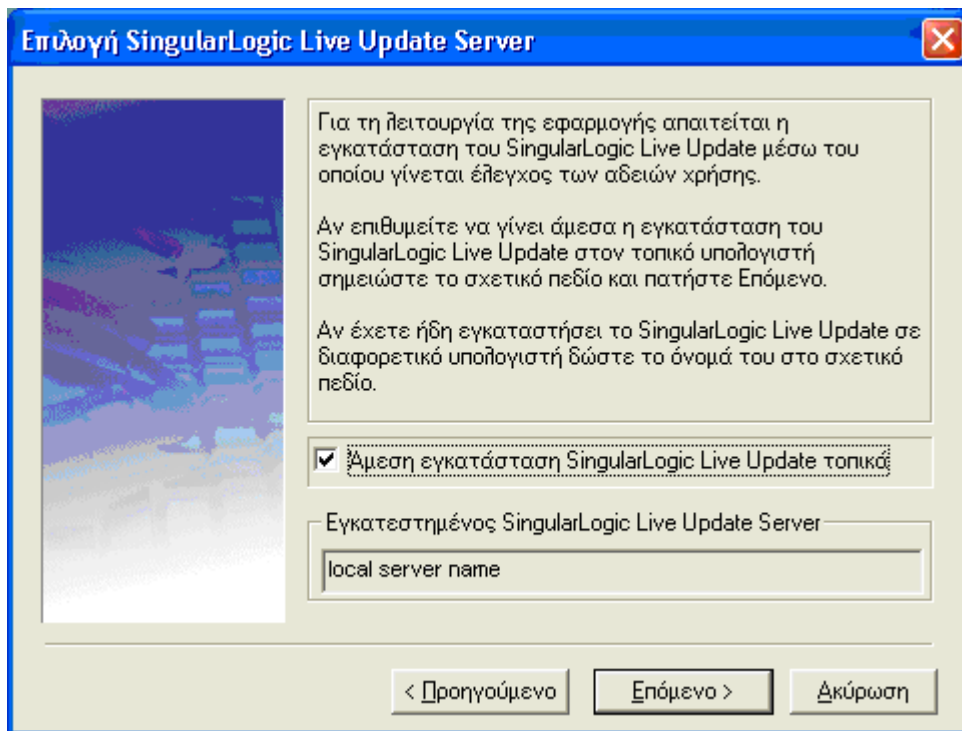 Επιλογή SingularLogic Live Update Server
Για τη λειτουργία της εφαρμογής απαιτείται η
εγκατάσταση του SingularLogic Live Update μέσω του
οποίου γίνεται έλεγχος των αδειών χρήσης.
Αν επιθυμείτε να γίνει άμεσα η εγκατάσταση του
SingularLogic Live Update στον τοπικό υπολογιστή
σημειώστε το σχετικό πεδίο και πατήστε Επόμενο.
Αν έχετε ήδη εγκαταστήσει το SingularLogic Live Update σε
διαφορετικό υπολογιστή δώστε το όνομά του στο σχετικό
πεδίο.
Άμεση εγκατάσταση SingularLogic Live Update τοπικά
Εγκατεστημένος SingularLogic Live Update Server
local server name
< Προηγούμενο
Επόμενο >
Ακύρωση